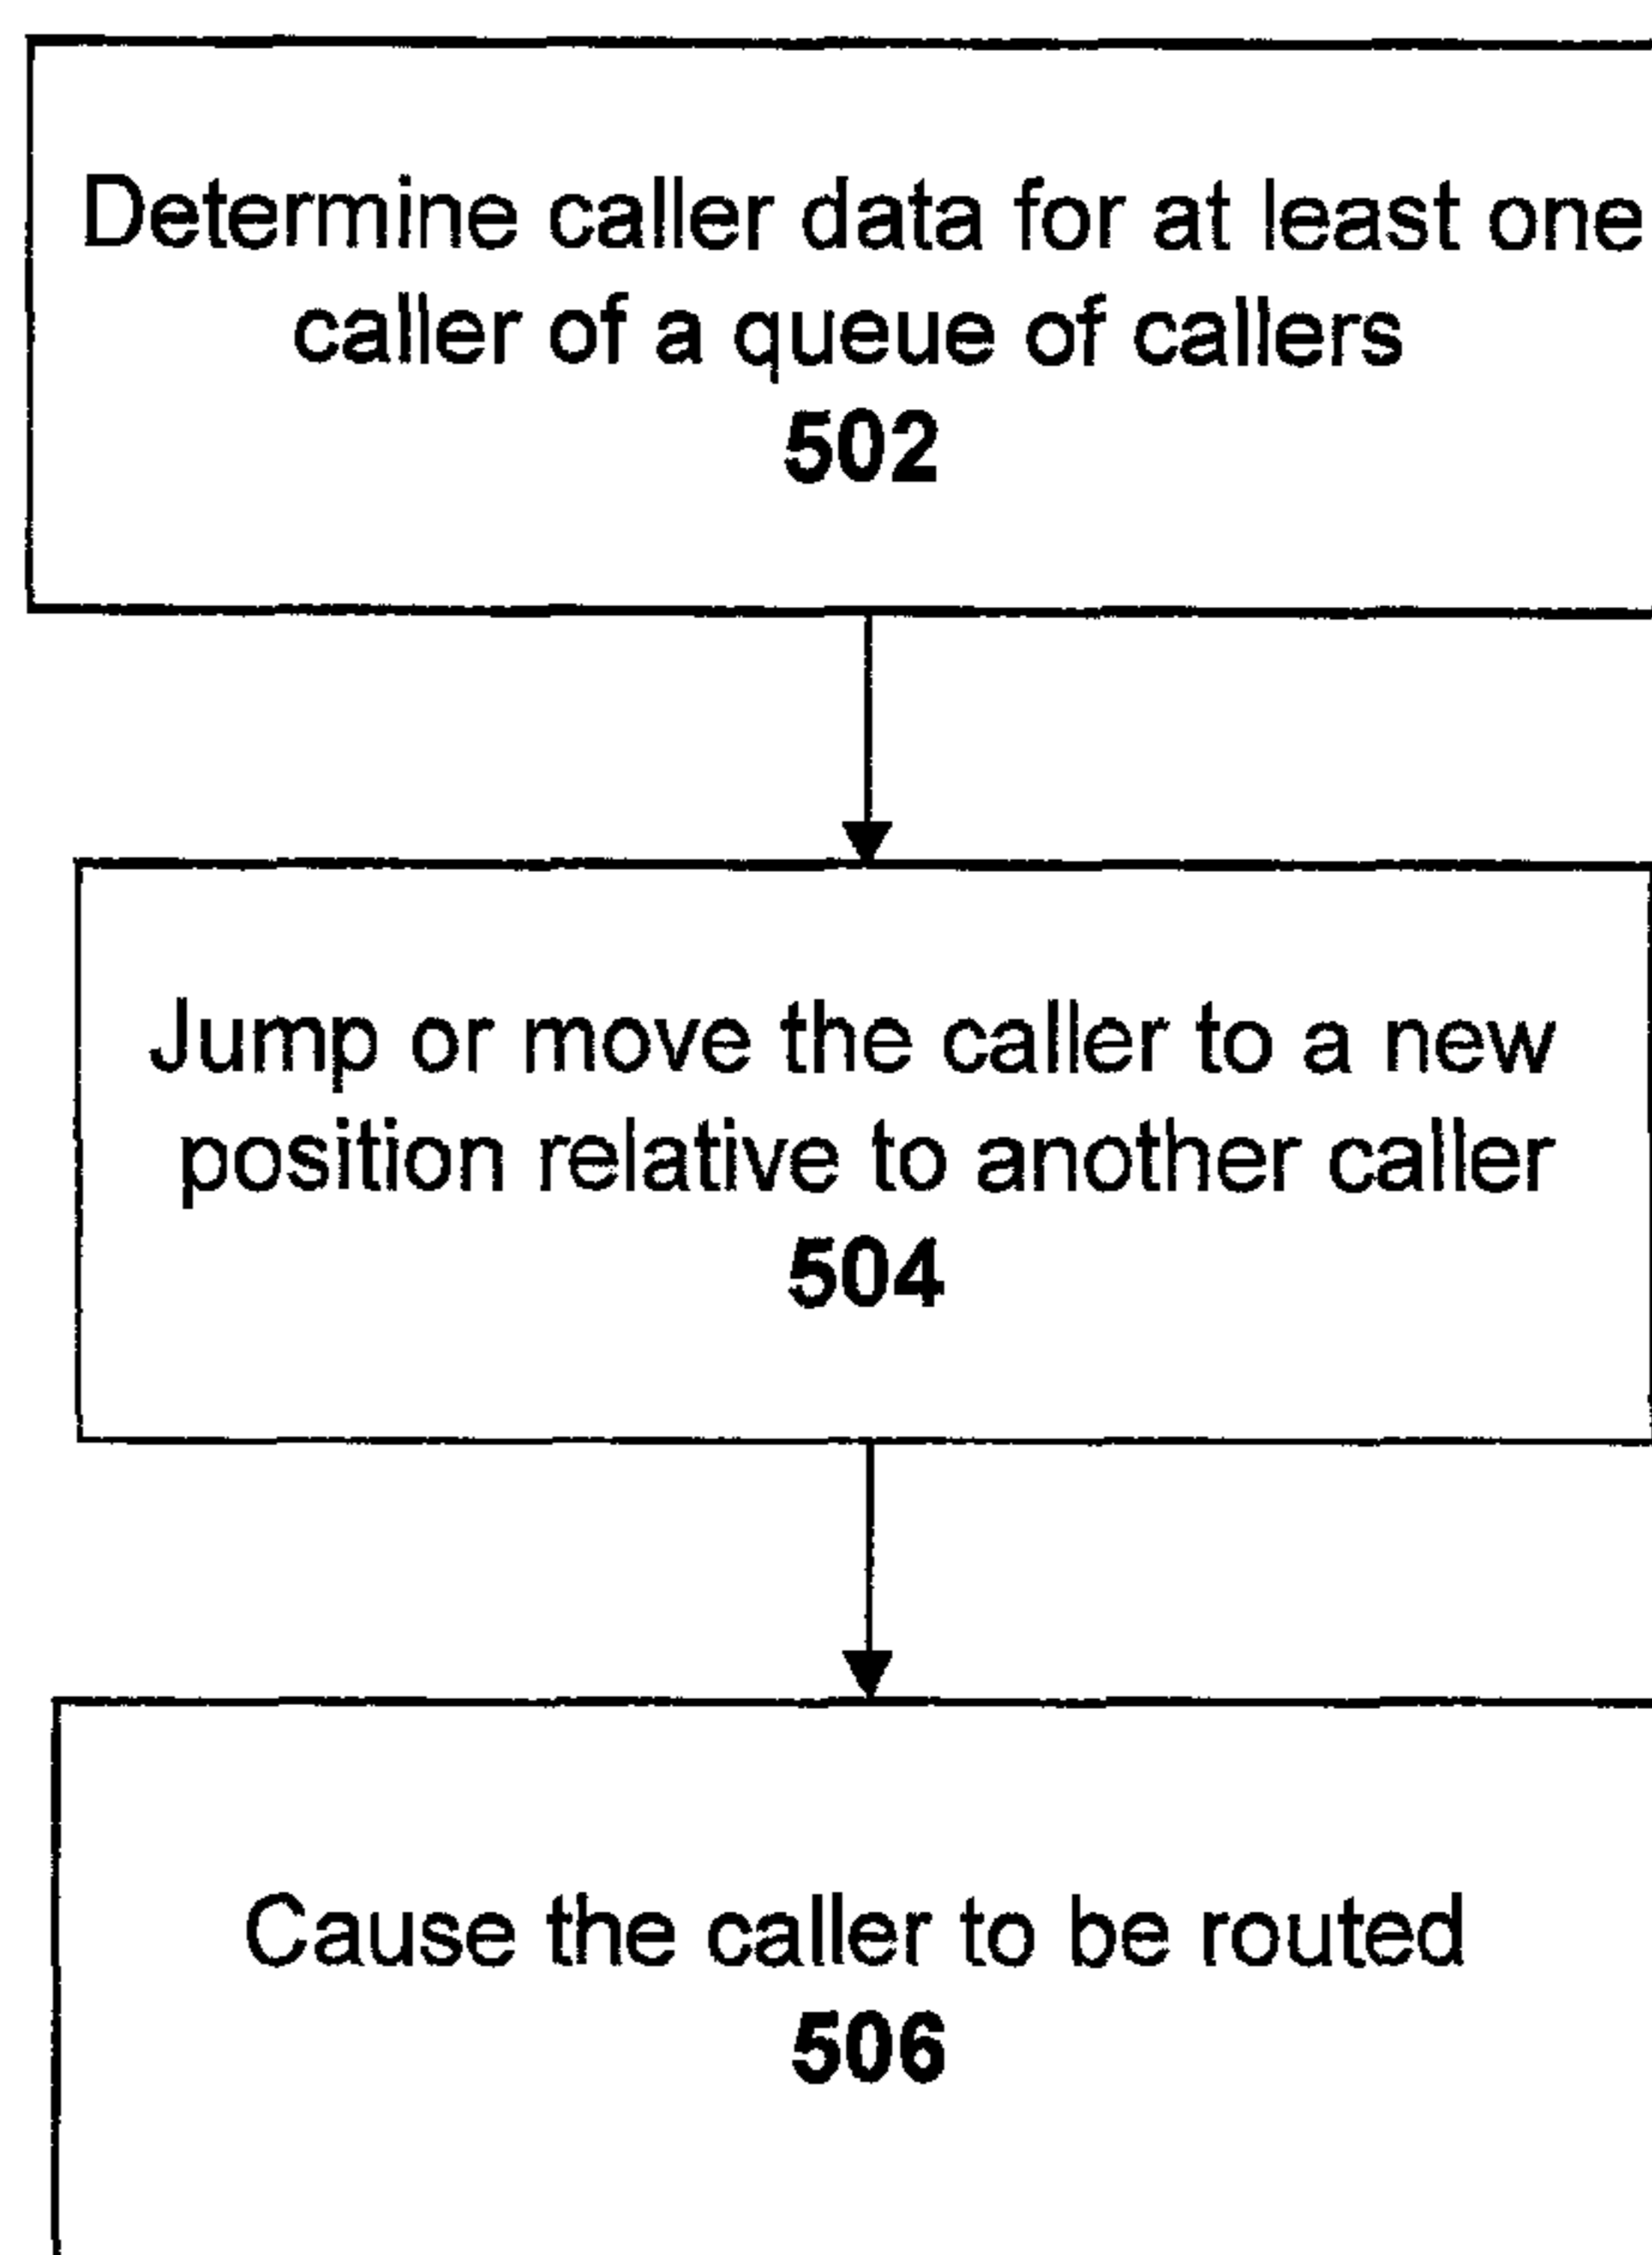 Determine caller data for at least one
caller of a queue of callers
502
Jump or move the caller to a new
position relative to another caller
504
Cause the caller to be routed
506